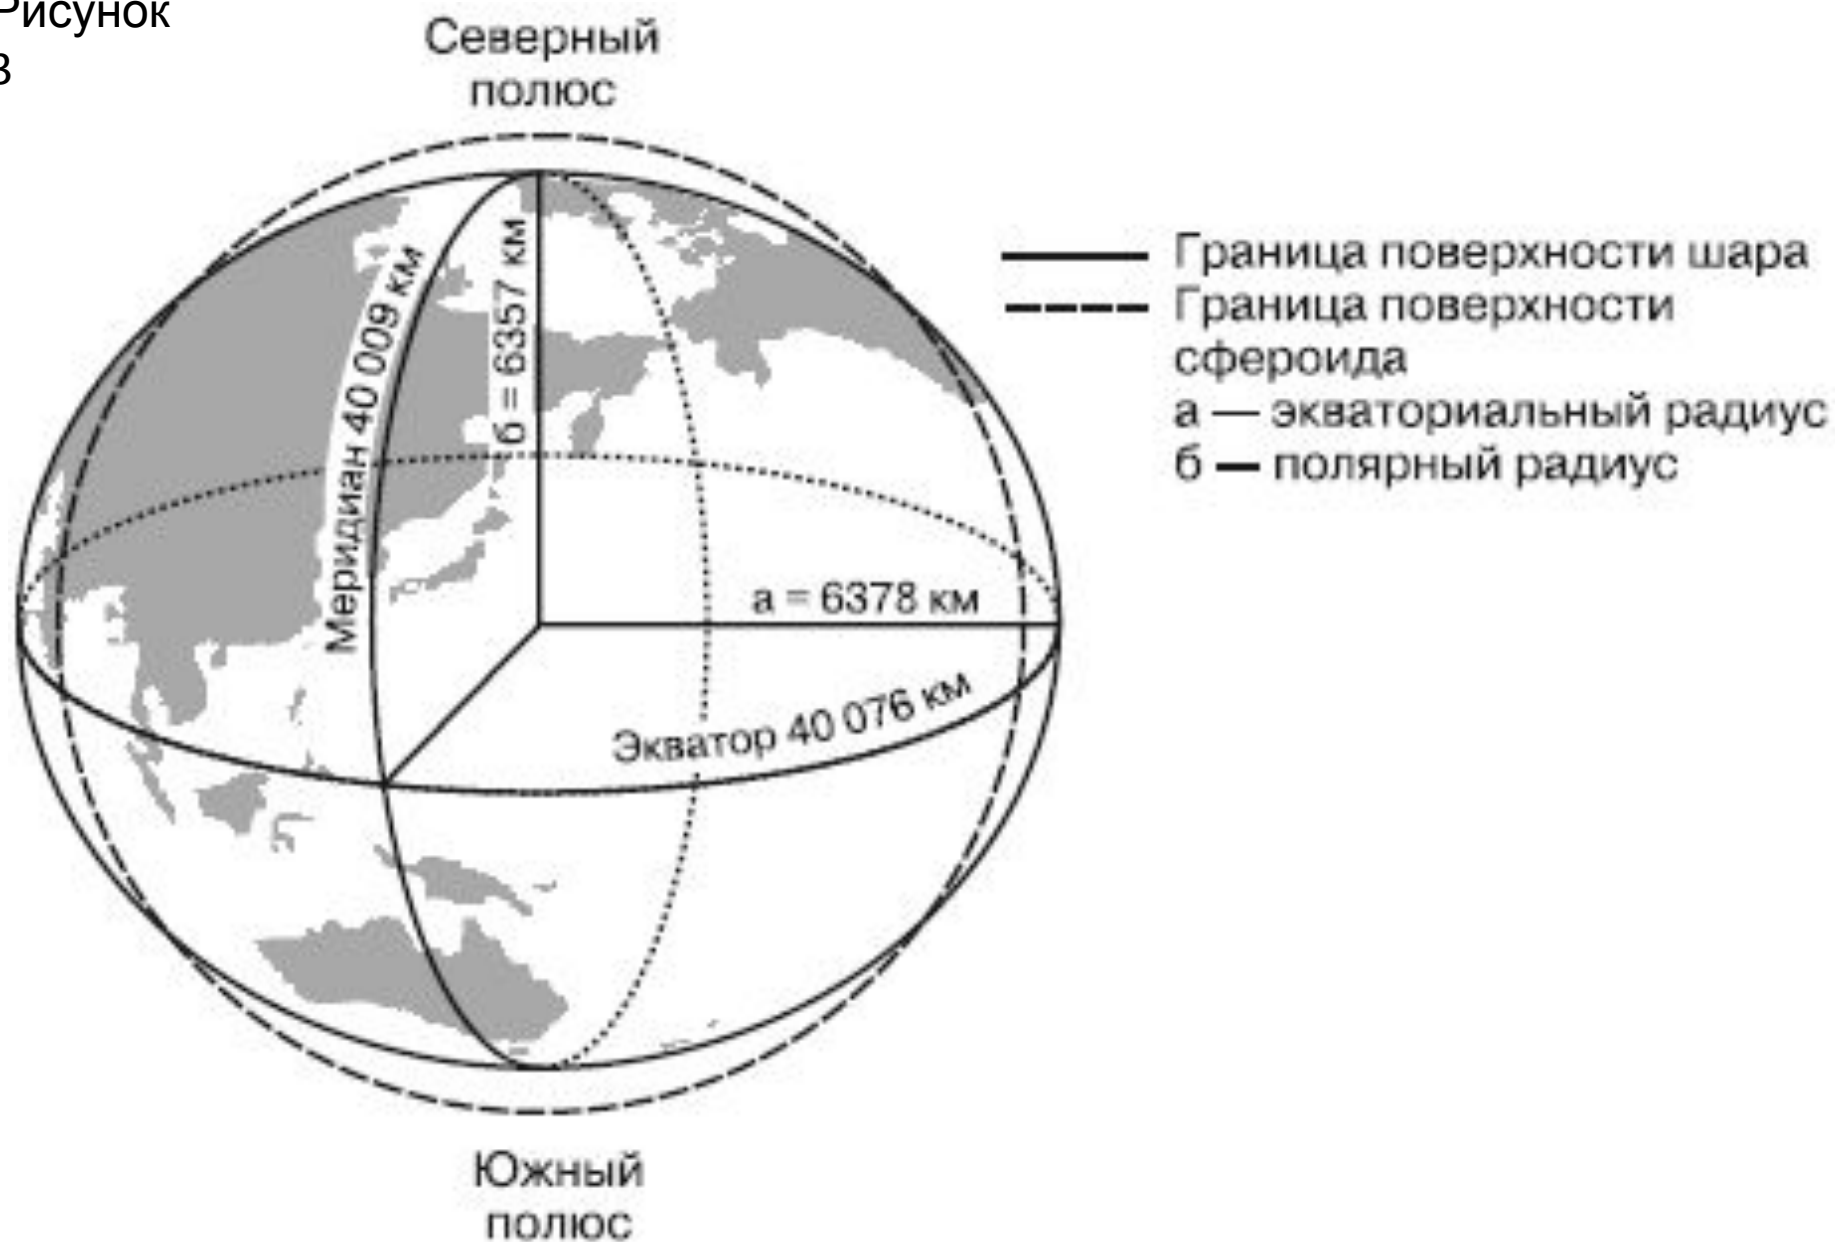 Рисунок
3
Северный
полюс
Граница поверхности шара
Граница поверхности
сфероида
а — экваториальный радиус
б — полярный радиус
Меридиан 40 009 км
б = 6357 км
а = 6378 км
Экватор 40 076 км
Южный
полюс